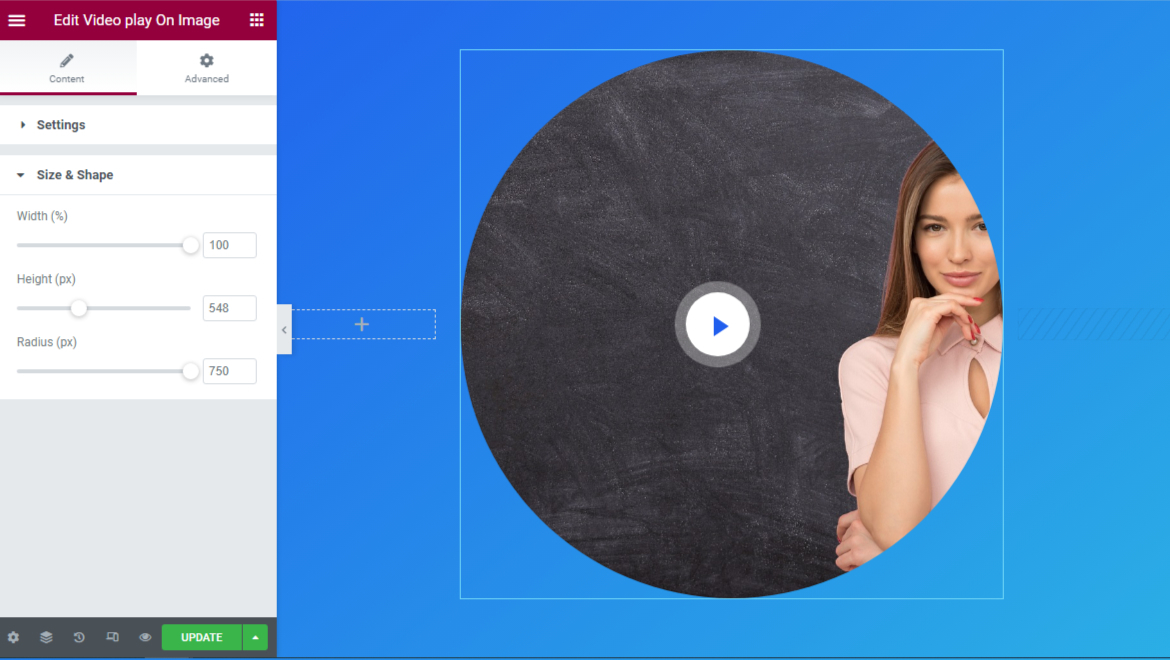 Edit Video play On Image
Content
Advanced
Settings
Size & Shape
Width (%)
100
Height (px)
548
Radius (px)
750
UPDATE